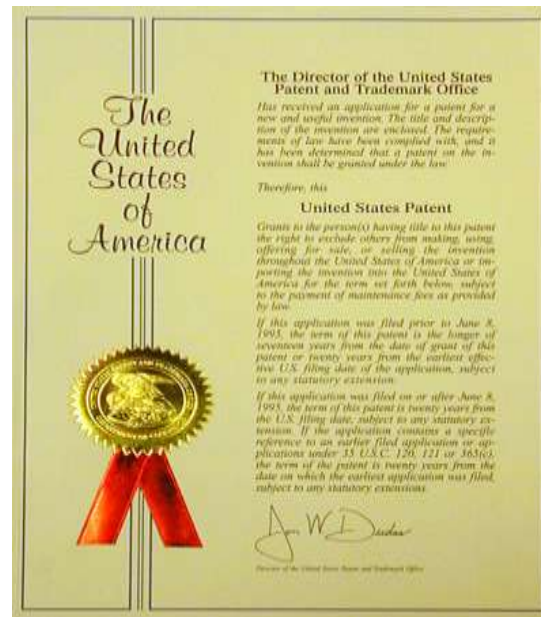 The
United
States
of
America
The Director of the United States
Patent and Trademark Office
Has received an application for a patent for a
new and useful invention. The title and descrip-
tion of the invention are enclosed. The require-
ments of law have been complied with, and it
has been determined that a patent on the in-
vention shall be granted under the law.
Therefore, this
United States Patent
Grants to the person(s) having title to this patent
the right to exclude others from making, using,
offering for sale, or selling the invention
throughout the United States of America or im-
porting the invention into the United States of
America for the term set forth below, subject
to the payment of maintenance fees as provided
by law.
If this application was filed prior to June 8,
1995, the term of this patent is the longer of
seventeen years from the date of grant of this
patent or twenty years from the earliest effec-
tive U.S. filing date of the application, subject
to any statutory extension.
If this application was filed on or after June 8,
1995, the term of this patent is twenty years from
the U.S. filing date, subject to any statutory ex-
tension. If the application contains a specific
reference to an earlier filed application or ap-
plications under 35 U.S.C. 120, 121 or 365(c),
the term of the patent is twenty years from the
date on which the earliest application was filed,
subject to any statutory extensions.
Jon W Dudas
Director of the United States Patent and Trademark Office